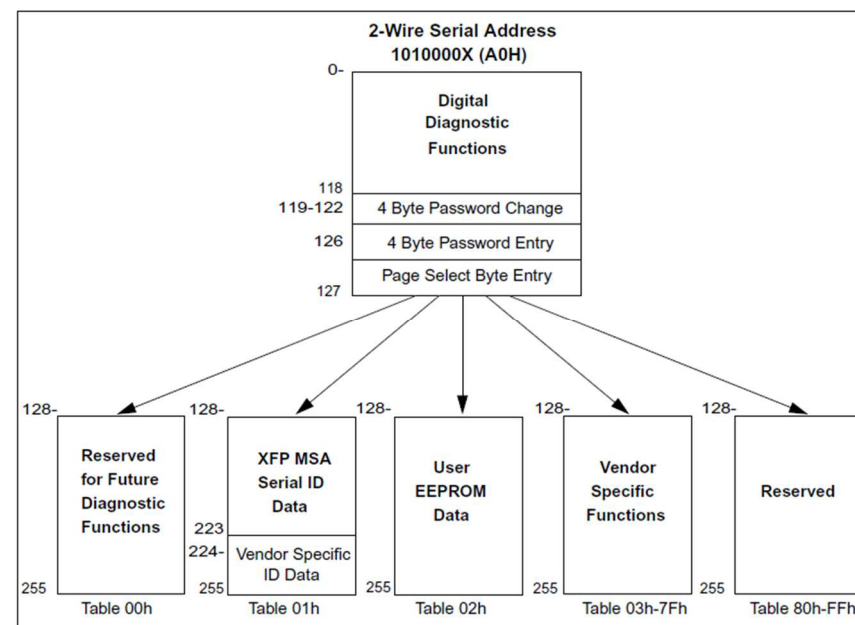 2-Wire Serial Address
1010000X (A0H)
0-
Digital
Diagnostic
Functions
118
119-122
4 Byte Password Change
126
4 Byte Password Entry
Page Select Byte Entry
127
128-
Reserved
for Future
Diagnostic
Functions
255
Table 00h
128-
XFP MSA
Serial ID
Data
223
224-
Vendor Specific
ID Data
255
Table 01h
128-
User
EEPROM
Data
255
Table 02h
128-
Vendor
Specific
Functions
255
Table 03h-7Fh
128-
Reserved
255
Table 80h-FFh